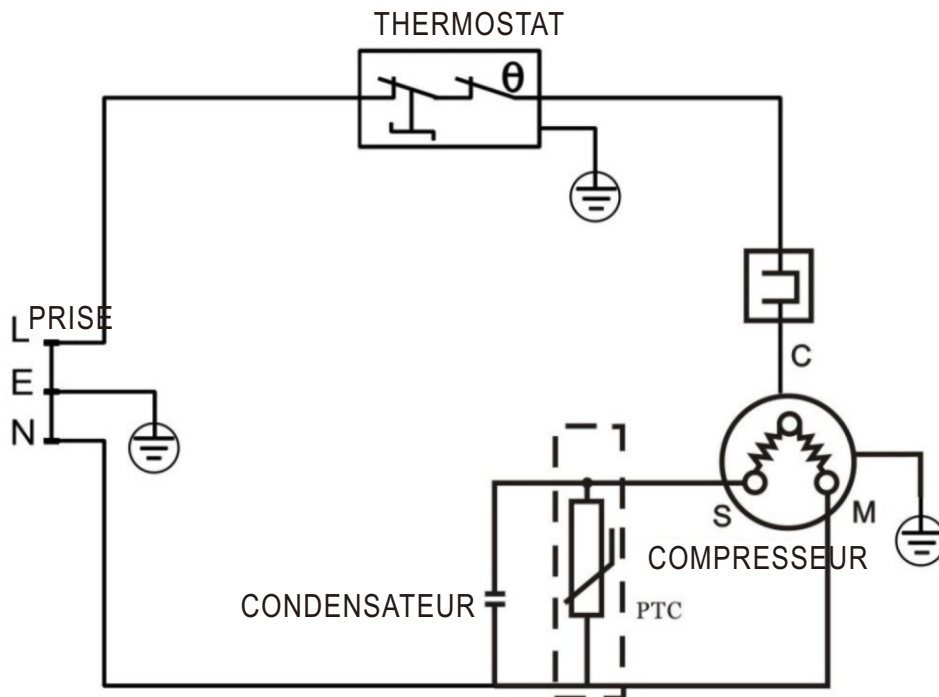 THERMOSTAT
θ
L PRISE
E
N
C
S
M
COMPRESSEUR
CONDENSATEUR
PTC